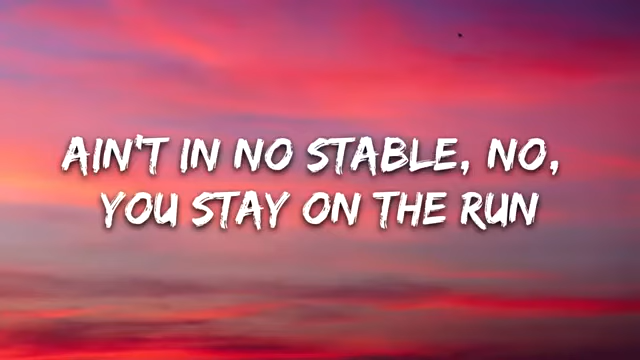 AIN'T IN NO STABLE, NO,
YOU STAY ON THE RUN